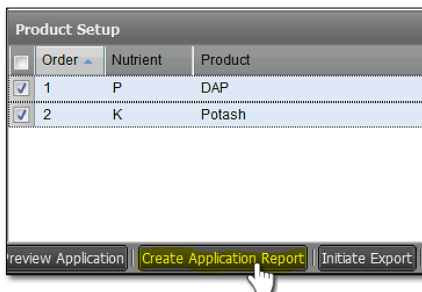 Product Setup
Order Nutrient Product
1 P DAP
2 K Potash
Preview Application Create Application Report Initiate Export